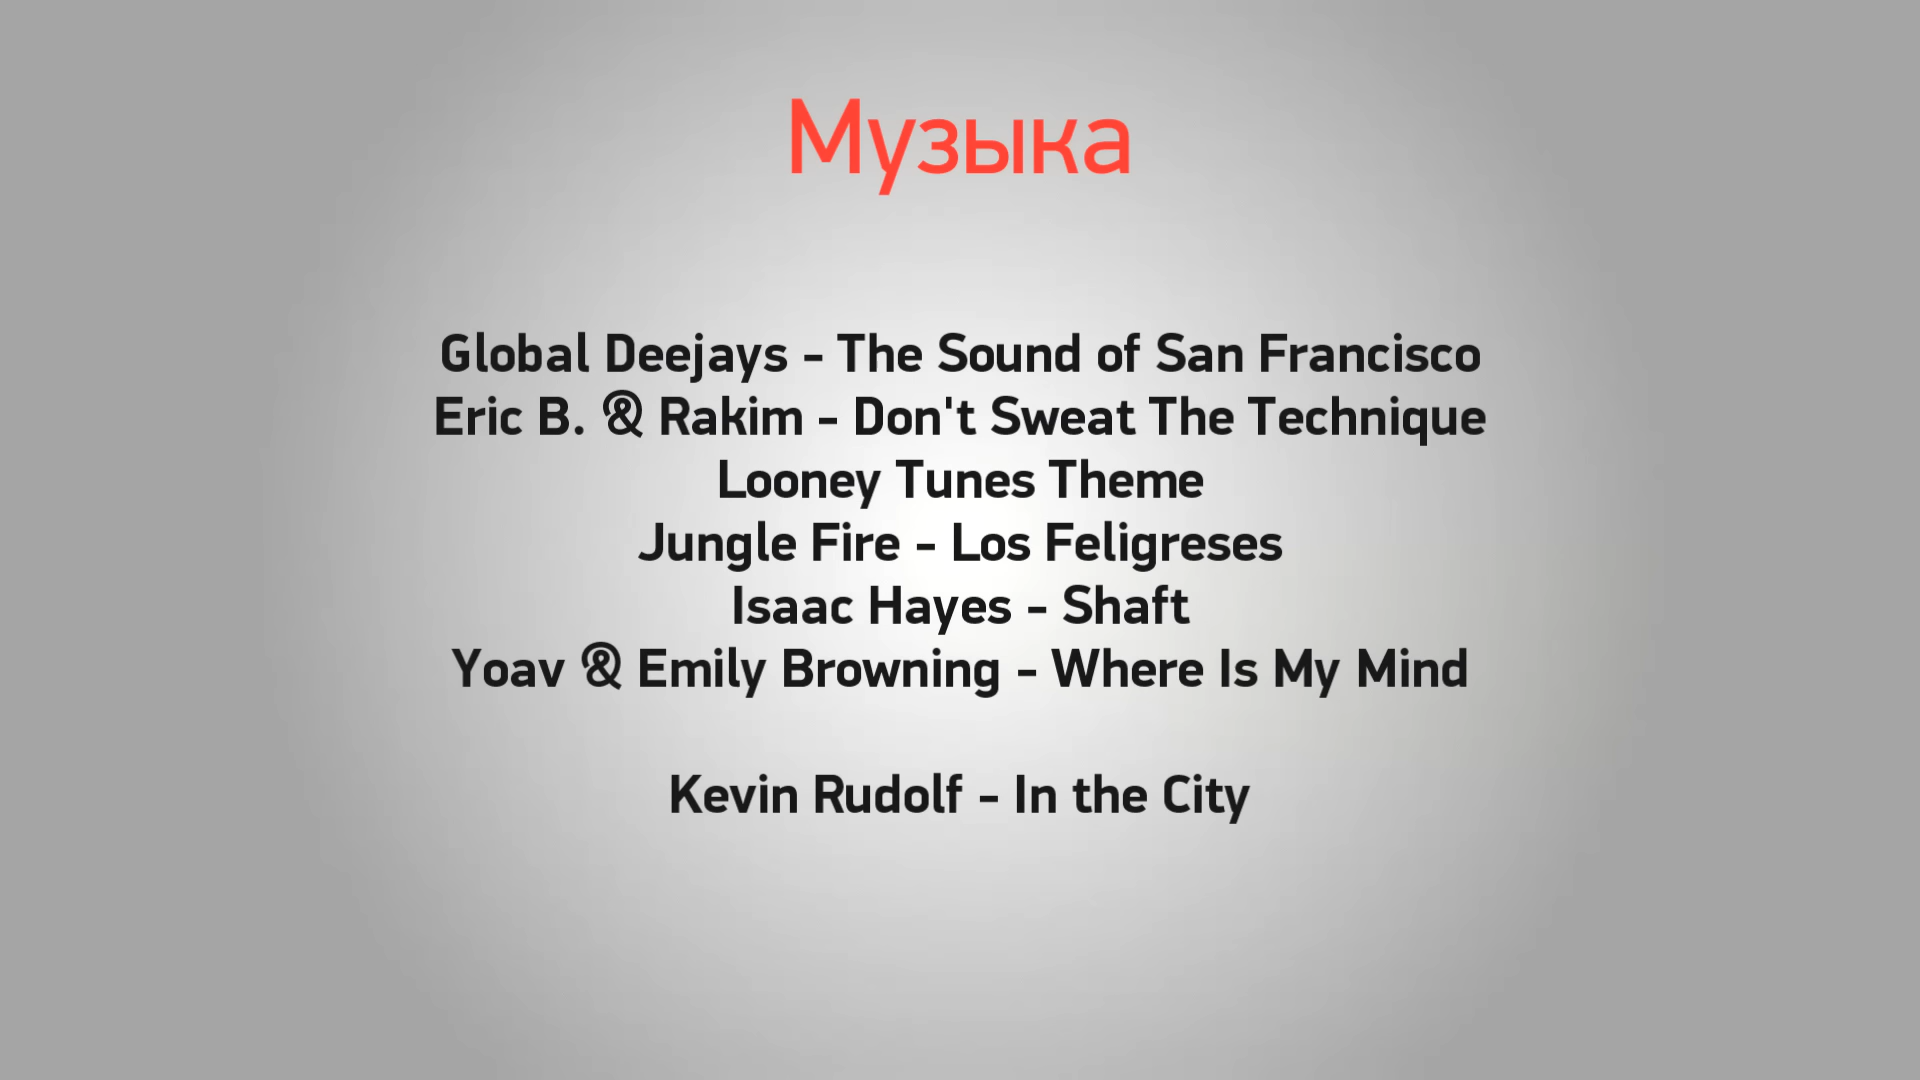 Музыка
Global Deejays - The Sound of San Francisco
Eric B. & Rakim - Don't Sweat The Technique
Looney Tunes Theme
Jungle Fire - Los Feligreses
Isaac Hayes - Shaft
Yoav & Emily Browning - Where Is My Mind
Kevin Rudolf - In the City